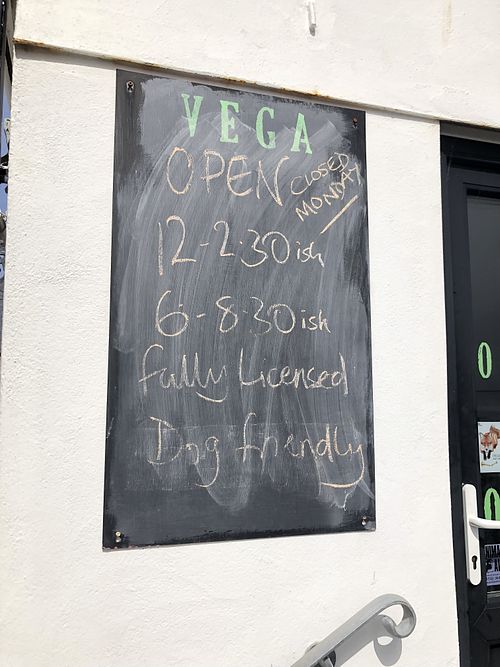 VEGA
OPEN CLOSED
MONDAY
12-2.30ish
6-8.30ish
Fully Licensed
Dog friendly
O
O